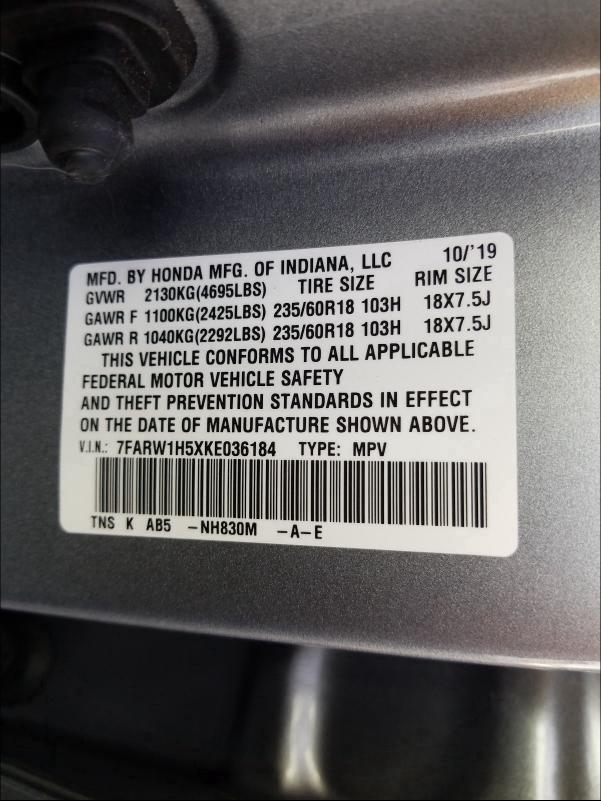 MFD. BY HONDA MFG. OF INDIANA, LLC 10/'19
GVWR 2130KG(4695LBS) TIRE SIZE RIM SIZE
GAWR F 1100KG(2425LBS) 235/60R18 103H 18X7.5J
GAWR R 1040KG(2292LBS) 235/60R18 103H 18X7.5J
THIS VEHICLE CONFORMS TO ALL APPLICABLE
FEDERAL MOTOR VEHICLE SAFETY
AND THEFT PREVENTION STANDARDS IN EFFECT
ON THE DATE OF MANUFACTURE SHOWN ABOVE.
V.I.N.: 7FARW1H5XKE036184 TYPE: MPV
TNS K AB5 -NH830M -A-E